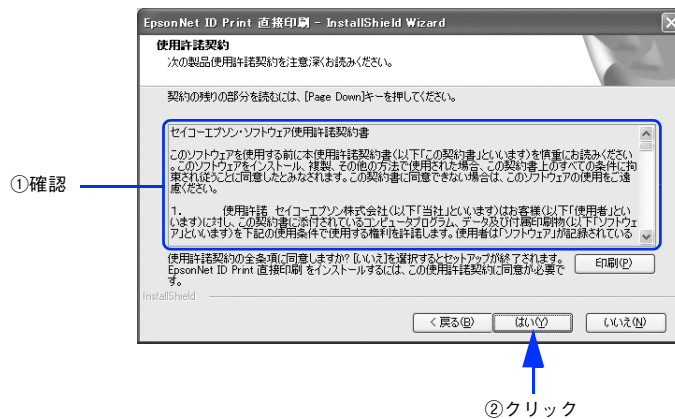 EpsonNet ID Print 直接印刷 - InstallShield Wizard
使用許諾契約
次の製品使用許諾契約を注意深くお読みください。
契約の残りの部分を読むには、[Page Down]キーを押してください。
セイコーエプソン・ソフトウェア使用許諾契約書
このソフトウェアを使用する前に本使用許諾契約書(以下「この契約書」といいます)を慎重にお読みください
。このソフトウェアをインストール、複製、その他の方法で使用された場合、この契約書上のすべての条件に拘
束されることに同意したとみなされます。この契約書に同意できない場合は、このソフトウェアの使用をご遠
慮ください。
1. 使用許諾 セイコーエプソン株式会社(以下「当社」といいます)はお客様(以下「使用者」とい
います)に対し、この契約書に添付されているコンピュータプログラム、データ及び付属印刷物(以下「ソフトウェ
ア」といいます)を下記の使用条件で使用する権利を許諾します。使用者は「ソフトウェア」が記録されている
①確認
使用許諾契約の全条項に同意しますか? [いいえ]を選択するとセットアップが終了されます。
EpsonNet ID Print 直接印刷 をインストールするには、この使用許諾契約に同意が必要で
す。
印刷(P)
InstallShield
< 戻る(B)
はい(Y)
いいえ(N)
②クリック